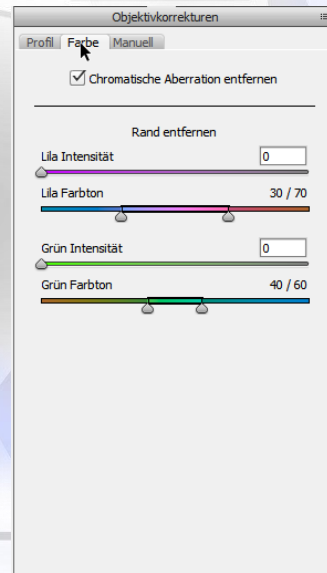 Objektivkorrekturen
Profil Farbe Manuell
Chromatische Aberration entfernen
Rand entfernen
Lila Intensität 0
Lila Farbton 30 / 70
Grün Intensität 0
Grün Farbton 40 / 60